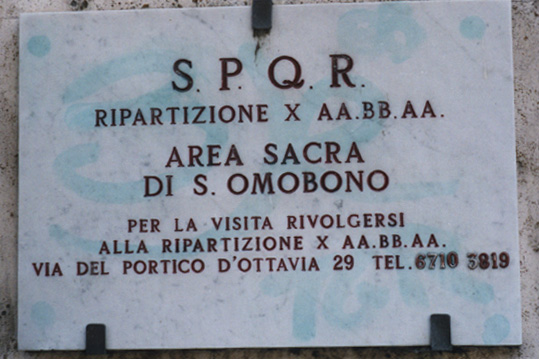 S.P.Q.R.
RIPARTIZIONE X AA.BB.AA.
AREA SACRA
DI S. OMOBONO
PER LA VISITA RIVOLGERSI
ALLA RIPARTIZIONE X AA.BB.AA.
VIA DEL PORTICO D'OTTAVIA 29 TEL. 6710 3819